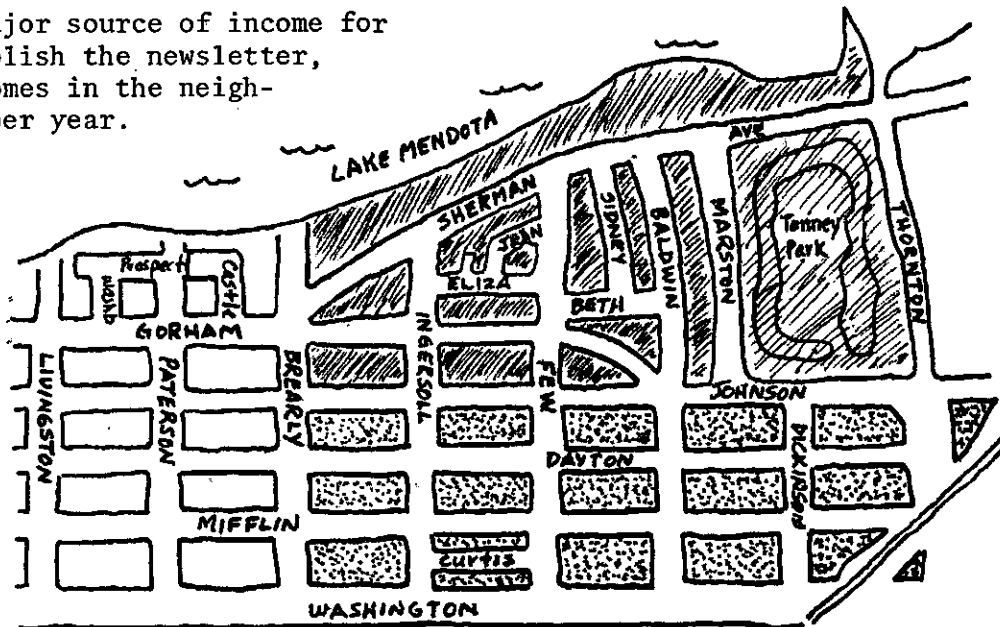 jor source of income for
lish the newsletter,
omes in the neigh-
er year.
LAKE MENDOTA
AVE
SHERMAN
JEAN
SIDNEY
BALDWIN
MARSTON
Tenney
Park
THORNTON
Prospect
Wash
Castle
ELIZA
BETH
GORHAM
LIVINGSTON
PATERSON
BREARLY
INGERSOLL
FEW
JOHNSON
DAYTON
DICKINSON
MIFFLIN
CURTIS
WASHINGTON